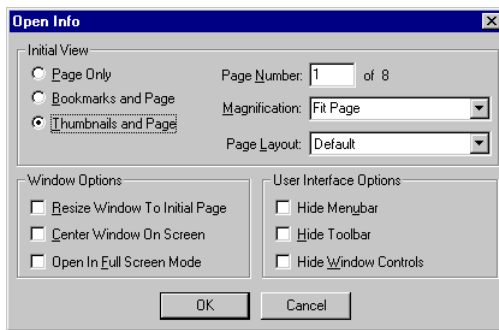 Open Info
Initial View
Page Only
Bookmarks and Page
Thumbnails and Page
Page Number: 1 of 8
Magnification: Fit Page
Page Layout: Default
Window Options
Resize Window To Initial Page
Center Window On Screen
Open In Full Screen Mode
User Interface Options
Hide Menubar
Hide Toolbar
Hide Window Controls
OK
Cancel